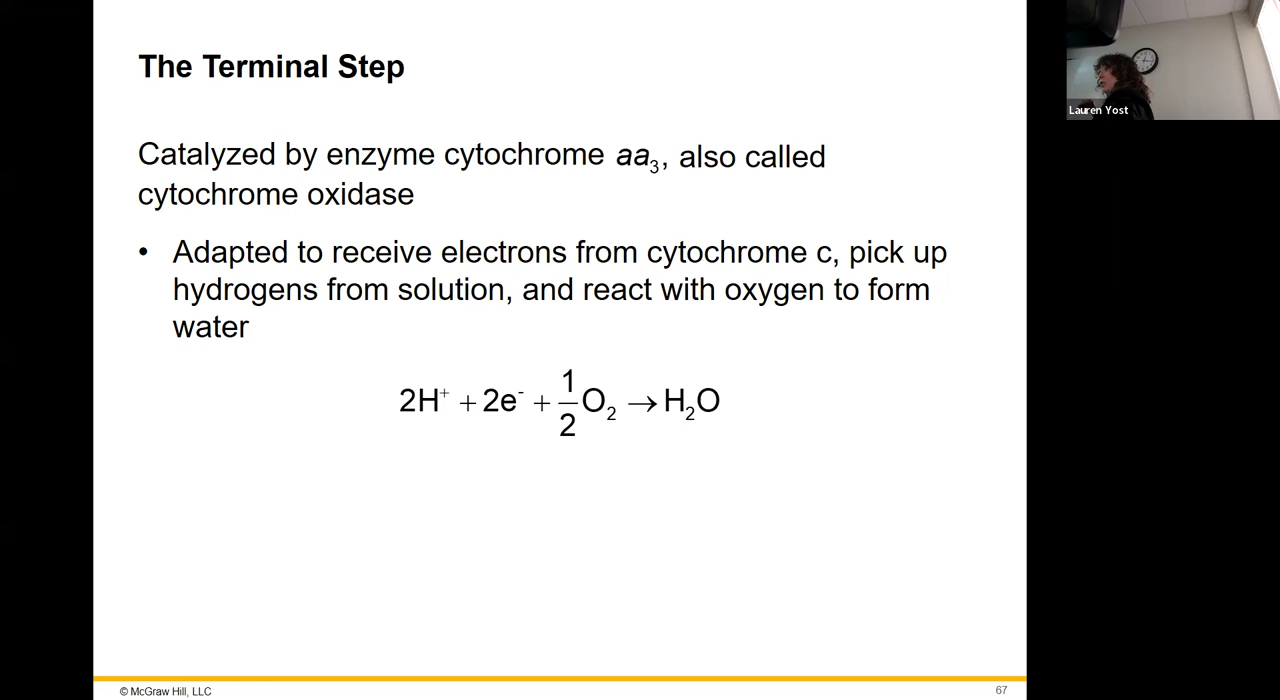 The Terminal Step
Catalyzed by enzyme cytochrome aa₃, also called
cytochrome oxidase
• Adapted to receive electrons from cytochrome c, pick up
hydrogens from solution, and react with oxygen to form
water
2H⁺ + 2e⁻ + 1/2 O₂ → H₂O
© McGraw Hill, LLC
67
Lauren Yost